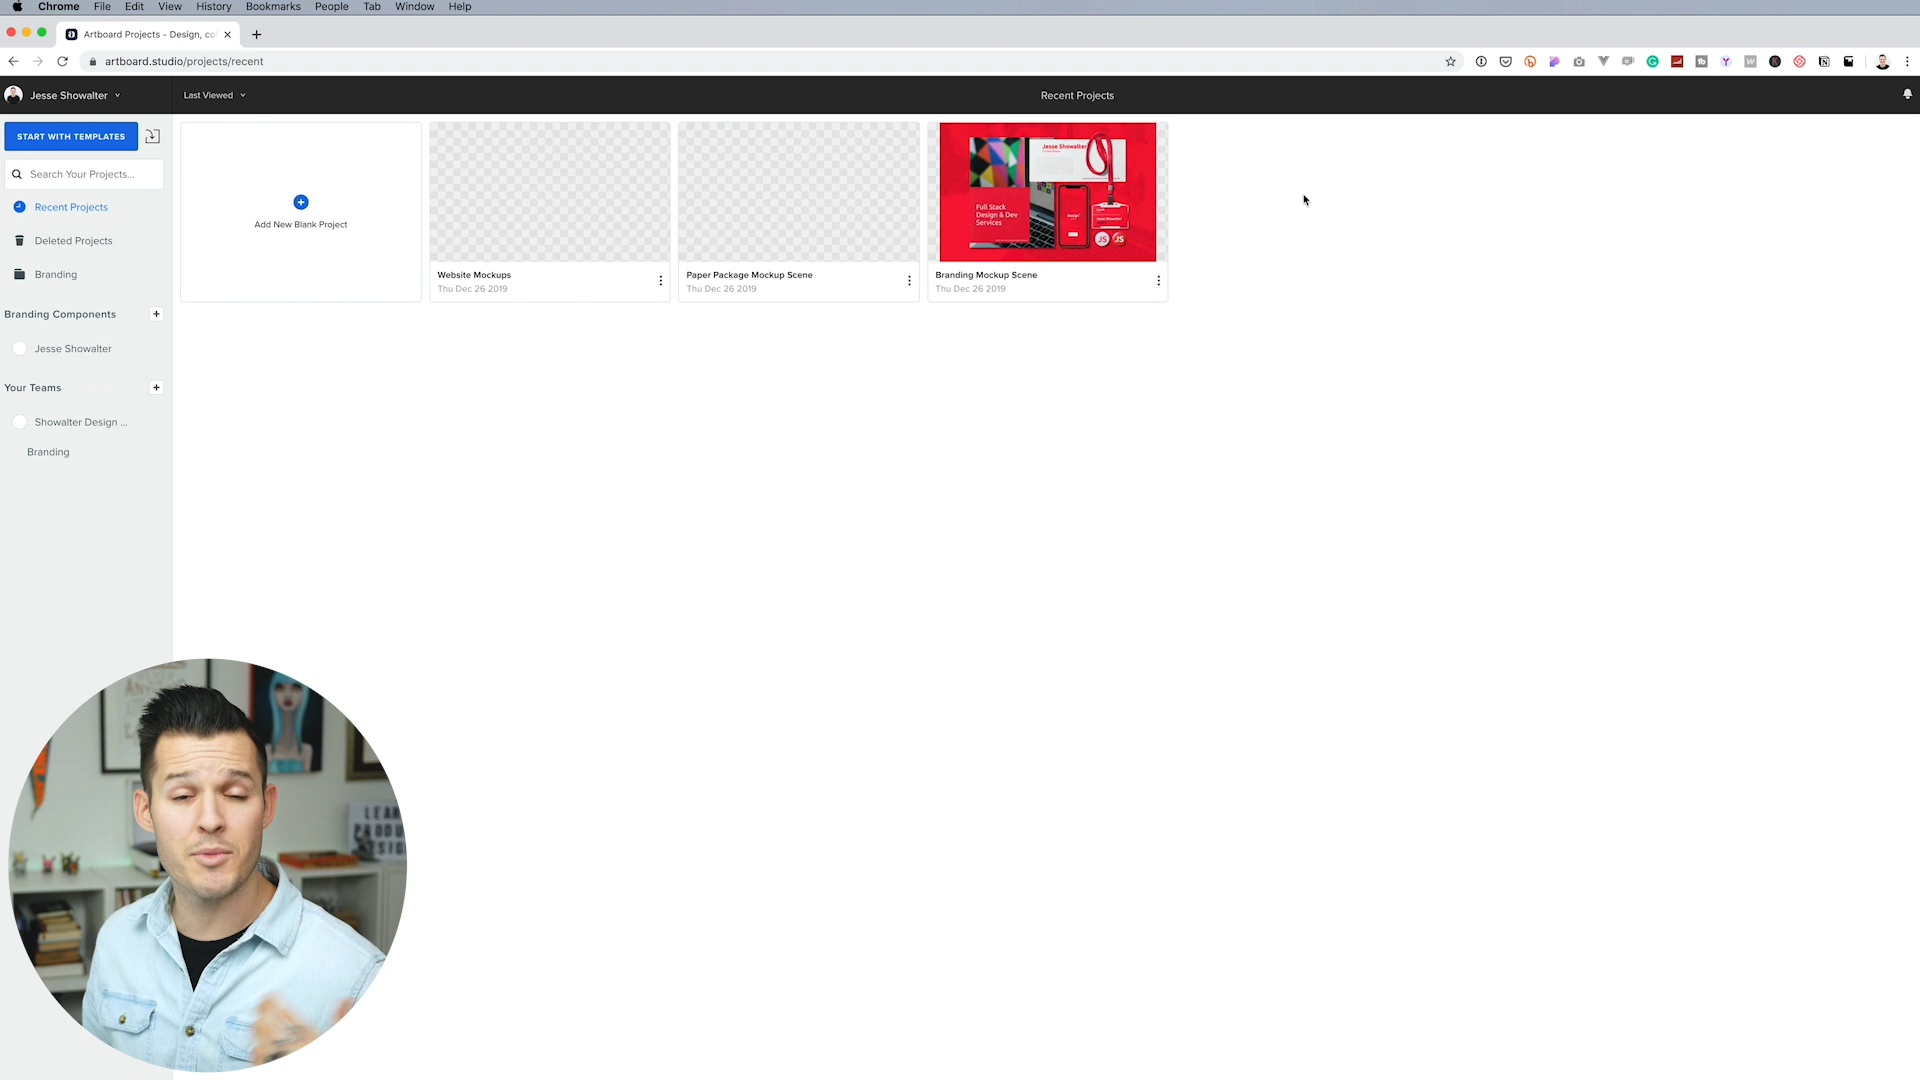 Chrome File Edit View History Bookmarks People Tab Window Help
Artboard Projects - Design, co
artboard.studio/projects/recent
Jesse Showalter
Last Viewed
Recent Projects
START WITH TEMPLATES
Search Your Projects...
Recent Projects
Deleted Projects
Branding
Branding Components
Jesse Showalter
Your Teams
Showalter Design ...
Branding
Add New Blank Project
Website Mockups
Thu Dec 26 2019
Paper Package Mockup Scene
Thu Dec 26 2019
Jesse Showalter
Full Stack
Design & Dev
Services
JS
JS
Branding Mockup Scene
Thu Dec 26 2019
LEAN
PRODU